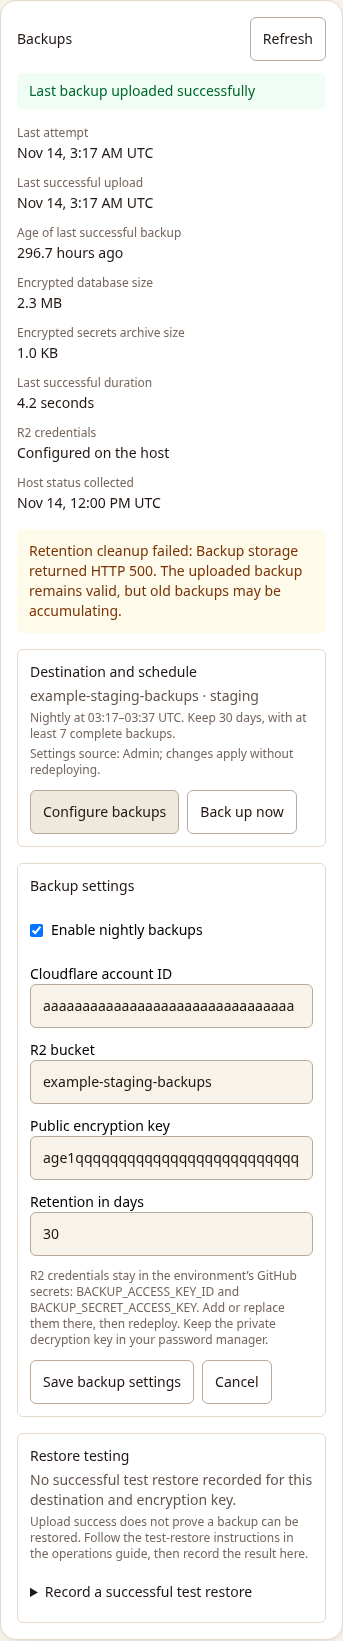 Backups
Refresh
Last backup uploaded successfully
Last attempt
Nov 14, 3:17 AM UTC
Last successful upload
Nov 14, 3:17 AM UTC
Age of last successful backup
296.7 hours ago
Encrypted database size
2.3 MB
Encrypted secrets archive size
1.0 KB
Last successful duration
4.2 seconds
R2 credentials
Configured on the host
Host status collected
Nov 14, 12:00 PM UTC
Retention cleanup failed: Backup storage
returned HTTP 500. The uploaded backup
remains valid, but old backups may be
accumulating.
Destination and schedule
example-staging-backups · staging
Nightly at 03:17–03:37 UTC. Keep 30 days, with at
least 7 complete backups.
Settings source: Admin; changes apply without
redeploying.
Configure backups
Back up now
Backup settings
Enable nightly backups
Cloudflare account ID
aaaaaaaaaaaaaaaaaaaaaaaaaaaaaaaa
R2 bucket
example-staging-backups
Public encryption key
age1qqqqqqqqqqqqqqqqqqqqqqqqqq
Retention in days
30
R2 credentials stay in the environment's GitHub
secrets: BACKUP_ACCESS_KEY_ID and
BACKUP_SECRET_ACCESS_KEY. Add or replace
them there, then redeploy. Keep the private
decryption key in your password manager.
Save backup settings
Cancel
Restore testing
No successful test restore recorded for this
destination and encryption key.
Upload success does not prove a backup can be
restored. Follow the test-restore instructions in
the operations guide, then record the result here.
Record a successful test restore